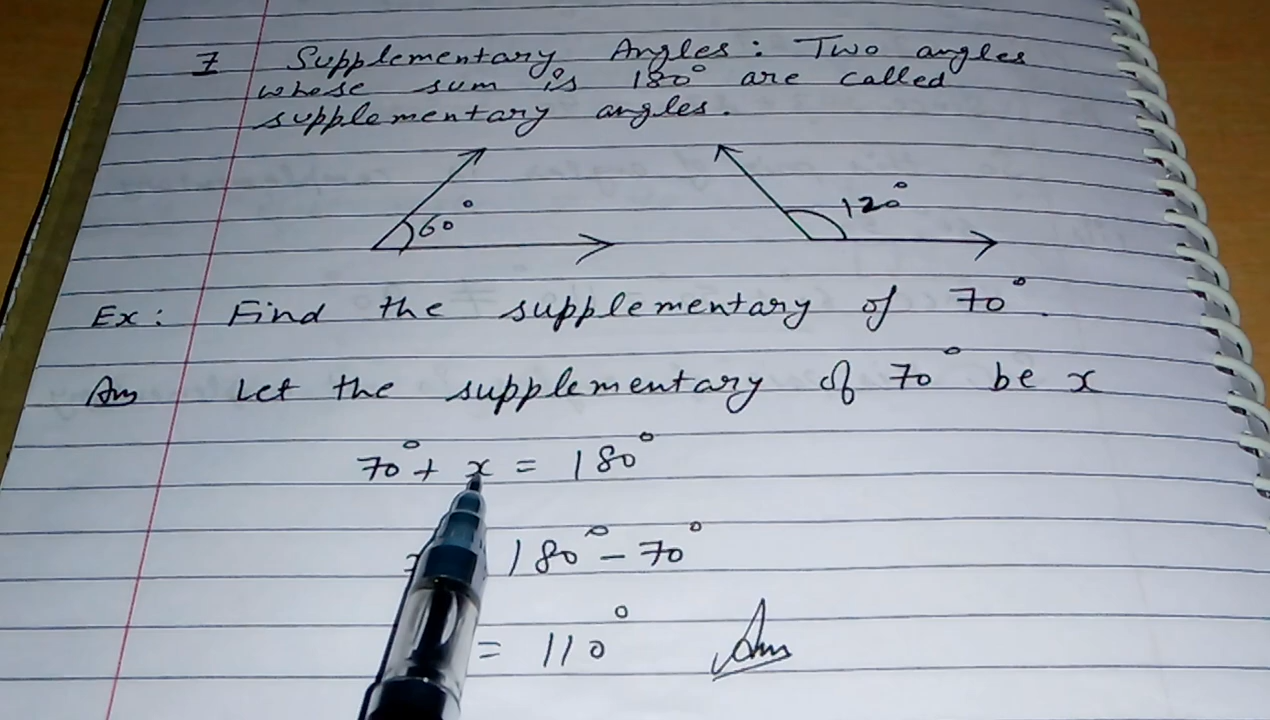 7 Supplementary Angles: Two angles
whose sum is 180° are called
supplementary angles.
60° 120°
Ex: Find the supplementary of 70°.
Ans Let the supplementary of 70° be x
70° + x = 180°
180° - 70°
= 110° Ans